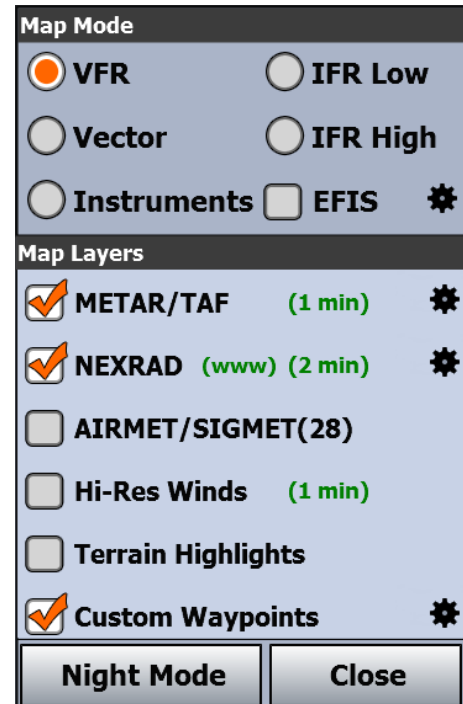 Map Mode
VFR IFR Low
Vector IFR High
Instruments EFIS
Map Layers
METAR/TAF (1 min)
NEXRAD (www) (2 min)
AIRMET/SIGMET(28)
Hi-Res Winds (1 min)
Terrain Highlights
Custom Waypoints
Night Mode Close